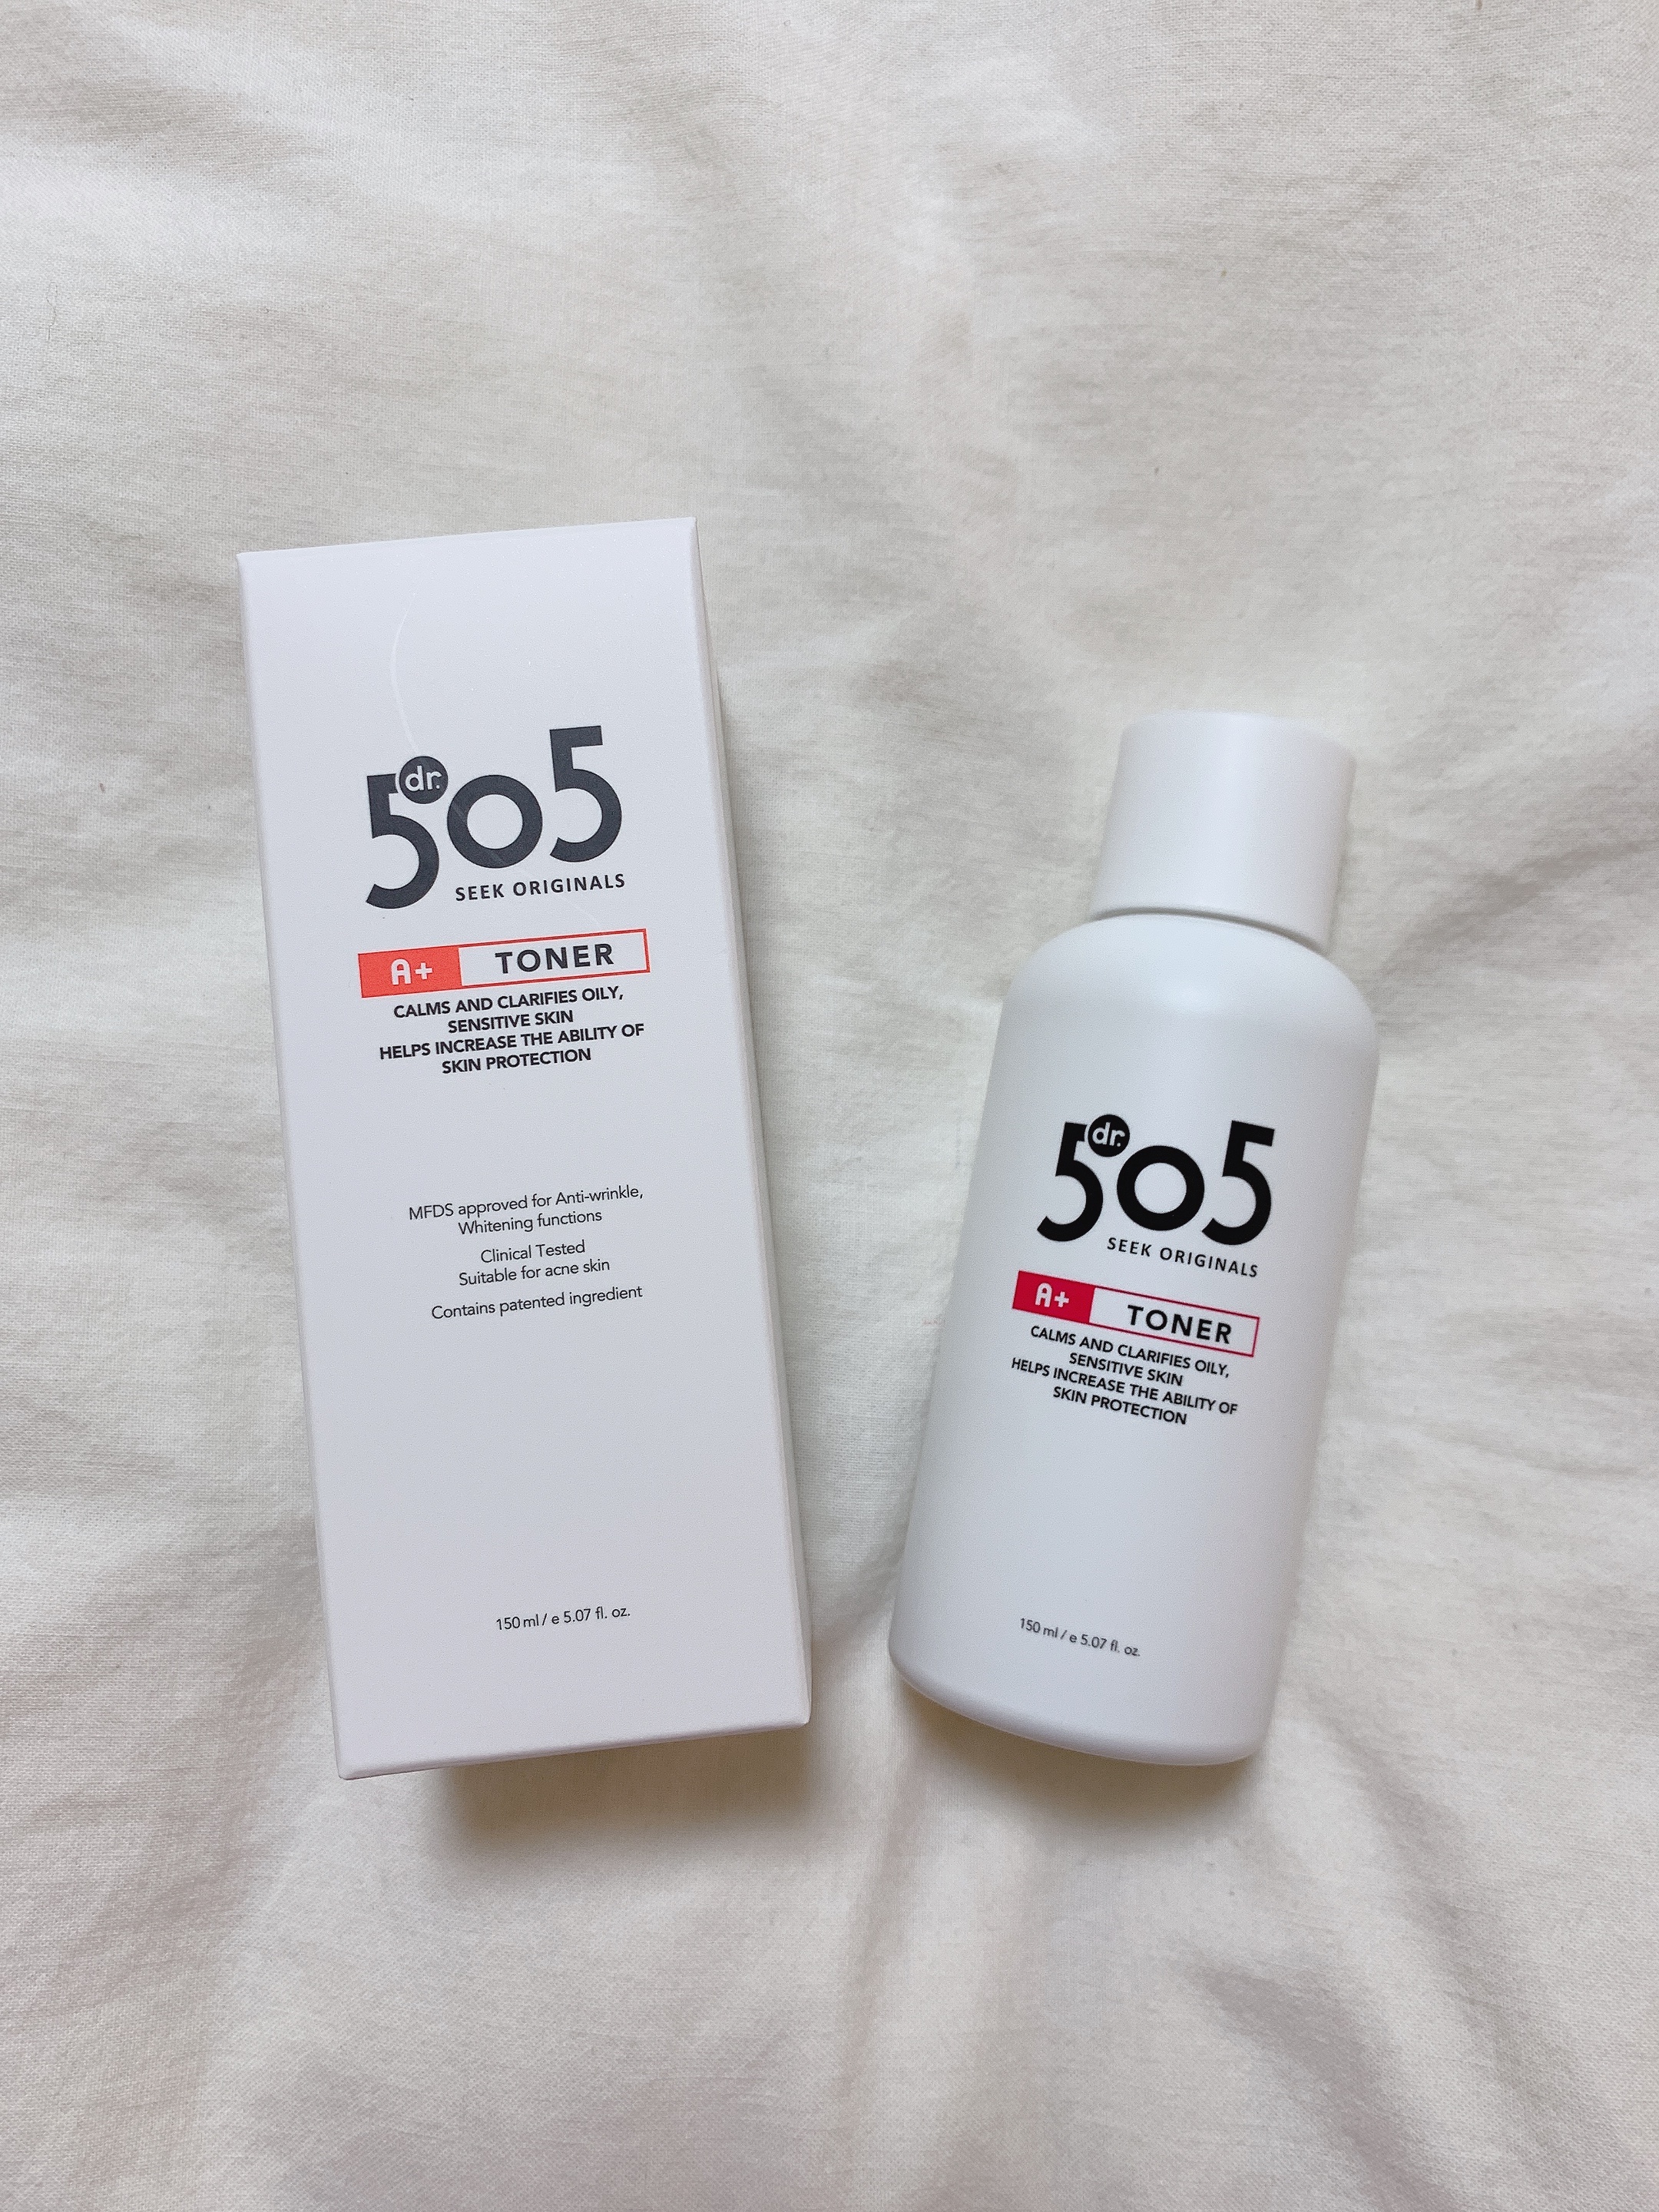 dr.
505
SEEK ORIGINALS
A+ TONER
CALMS AND CLARIFIES OILY,
SENSITIVE SKIN
HELPS INCREASE THE ABILITY OF
SKIN PROTECTION
MFDS approved for Anti-wrinkle,
Whitening functions
Clinical Tested
Suitable for acne skin
Contains patented ingredient
150 ml / e 5.07 fl. oz.
dr.
505
SEEK ORIGINALS
A+ TONER
CALMS AND CLARIFIES OILY,
SENSITIVE SKIN
HELPS INCREASE THE ABILITY OF
SKIN PROTECTION
150 ml / e 5.07 fl. oz.